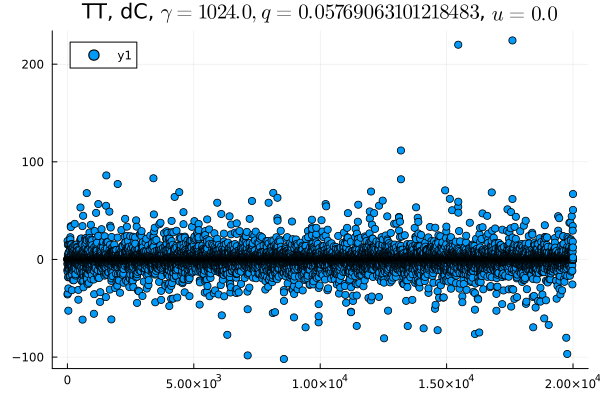 TT, dC, γ = 1024.0, q = 0.05769063101218483, u = 0.0
y1
200
100
0
−100
0 5.00×10³ 1.00×10⁴ 1.50×10⁴ 2.00×10⁴